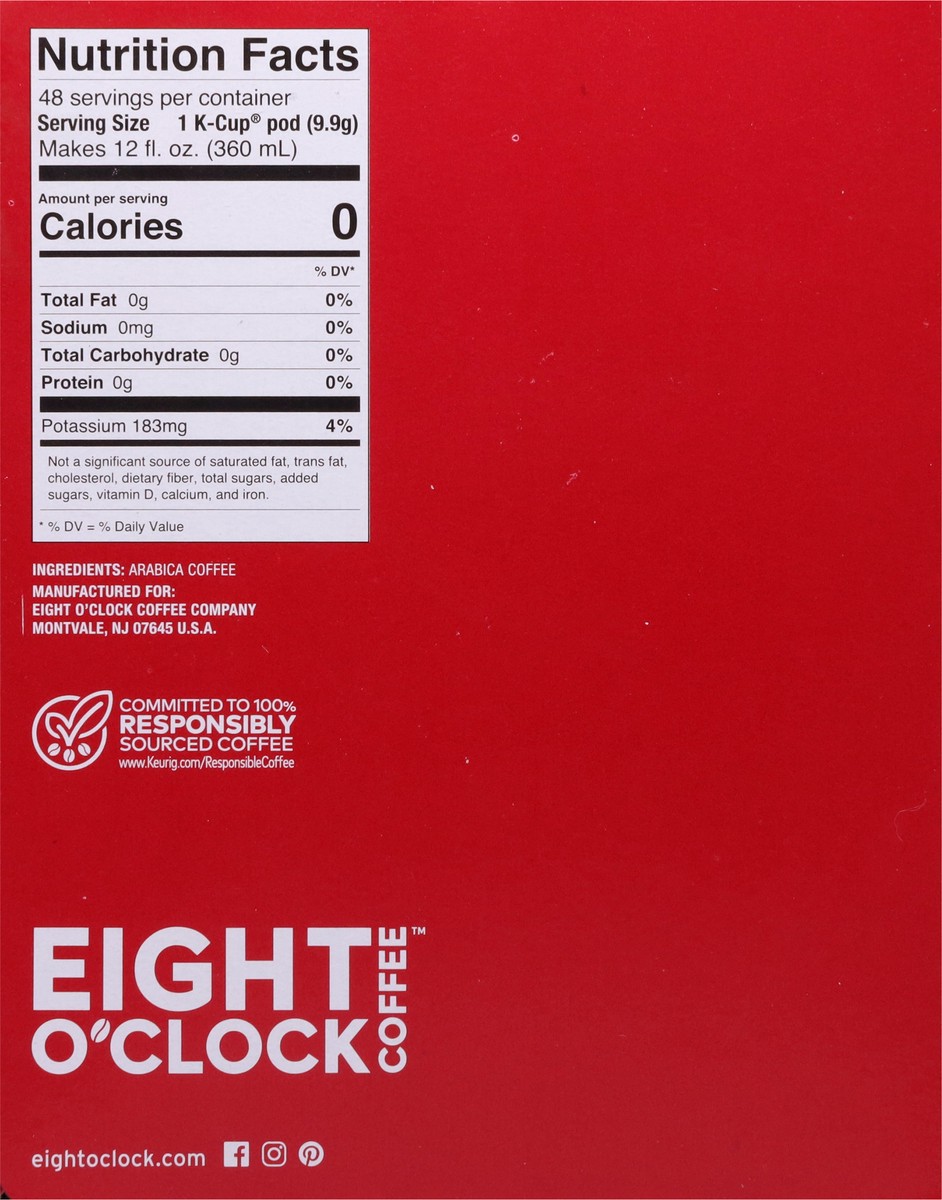 Nutrition Facts
48 servings per container
Serving Size 1 K-Cup® pod (9.9g)
Makes 12 fl. oz. (360 mL)
Amount per serving
Calories 0
% DV*
Total Fat 0g 0%
Sodium 0mg 0%
Total Carbohydrate 0g 0%
Protein 0g 0%
Potassium 183mg 4%
Not a significant source of saturated fat, trans fat,
cholesterol, dietary fiber, total sugars, added
sugars, vitamin D, calcium, and iron.
* % DV = % Daily Value
INGREDIENTS: ARABICA COFFEE
MANUFACTURED FOR:
EIGHT O'CLOCK COFFEE COMPANY
MONTVALE, NJ 07645 U.S.A.
COMMITTED TO 100%
RESPONSIBLY
SOURCED COFFEE
www.Keurig.com/ResponsibleCoffee
EIGHT
O'CLOCK
COFFEE™
eightoclock.com